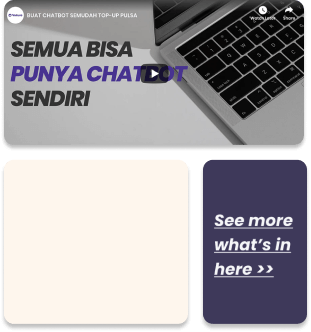 BUAT CHATBOT SEMUDAH TOP-UP PULSA
Watch Later
Share
SEMUA BISA
PUNYA CHATBOT
SENDIRI
See more
what's in
here >>